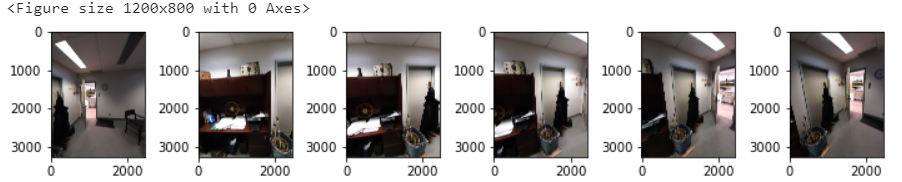 <Figure size 1200x800 with 0 Axes>
0 0 0 0 0 0
1000 1000 1000 1000 1000 1000
2000 2000 2000 2000 2000 2000
3000 3000 3000 3000 3000 3000
0 2000 0 2000 0 2000 0 2000 0 2000 0 2000